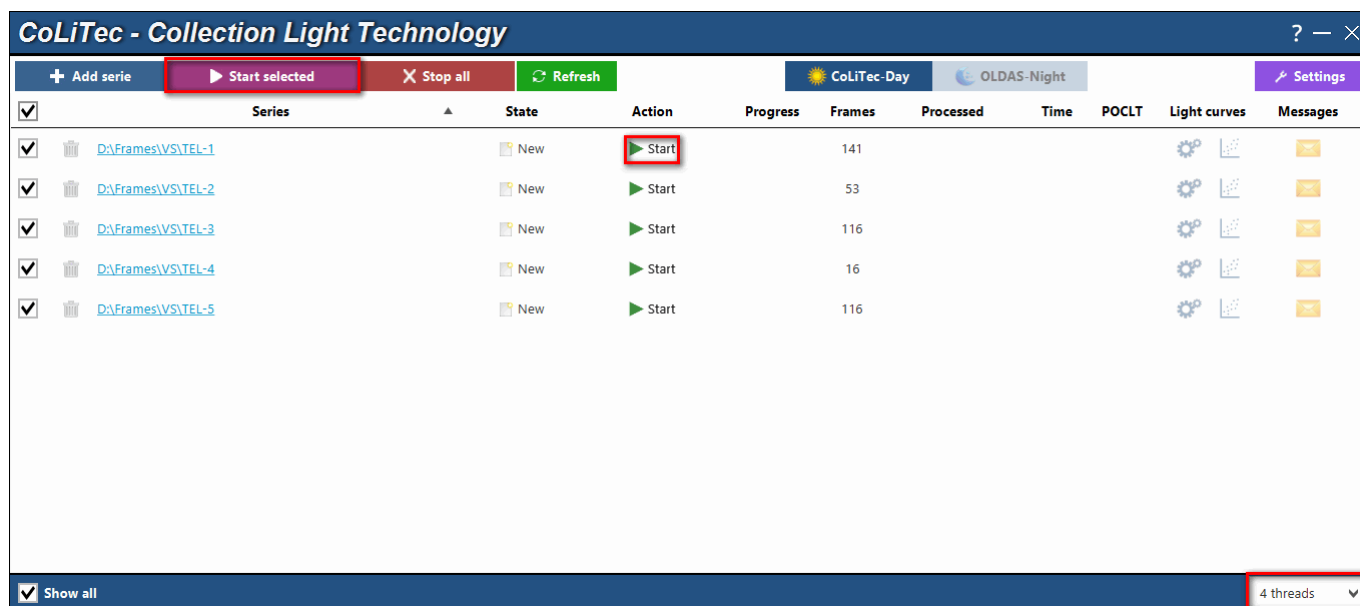 CoLiTec - Collection Light Technology
Add serie Start selected Stop all Refresh CoLiTec-Day OLDAS-Night Settings
Series State Action Progress Frames Processed Time POCLT Light curves Messages
D:\Frames\VS\TEL-1 New Start 141
D:\Frames\VS\TEL-2 New Start 53
D:\Frames\VS\TEL-3 New Start 116
D:\Frames\VS\TEL-4 New Start 16
D:\Frames\VS\TEL-5 New Start 116
Show all 4 threads